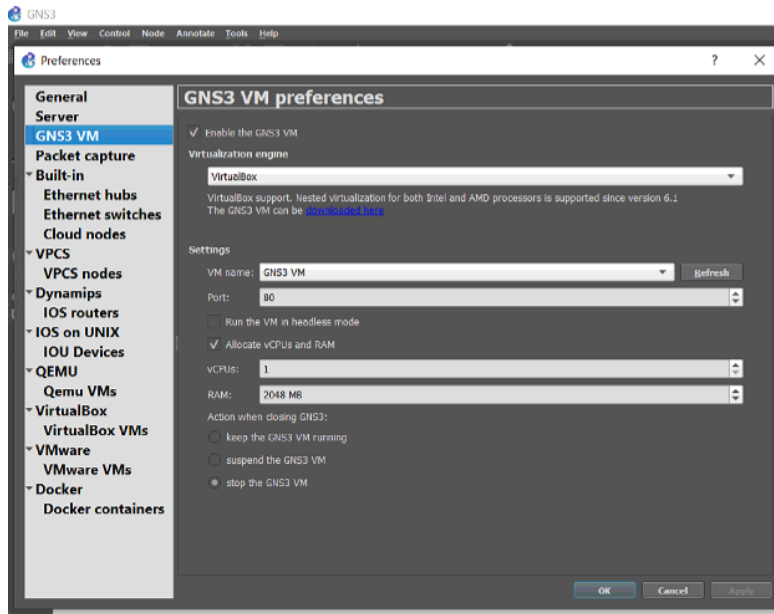 GNS3
File Edit View Control Node Annotate Tools Help
Preferences ? ×
General
Server
GNS3 VM
Packet capture
Built-in
Ethernet hubs
Ethernet switches
Cloud nodes
VPCS
VPCS nodes
Dynamips
IOS routers
IOS on UNIX
IOU Devices
QEMU
Qemu VMs
VirtualBox
VirtualBox VMs
VMware
VMware VMs
Docker
Docker containers
GNS3 VM preferences
Enable the GNS3 VM
Virtualization engine
VirtualBox
VirtualBox support. Nested virtualization for both Intel and AMD processors is supported since version 6.1
The GNS3 VM can be downloaded here
Settings
VM name: GNS3 VM Refresh
Port: 80
Run the VM in headless mode
Allocate vCPUs and RAM
vCPUs: 1
RAM: 2048 MB
Action when closing GNS3:
keep the GNS3 VM running
suspend the GNS3 VM
stop the GNS3 VM
OK Cancel Apply